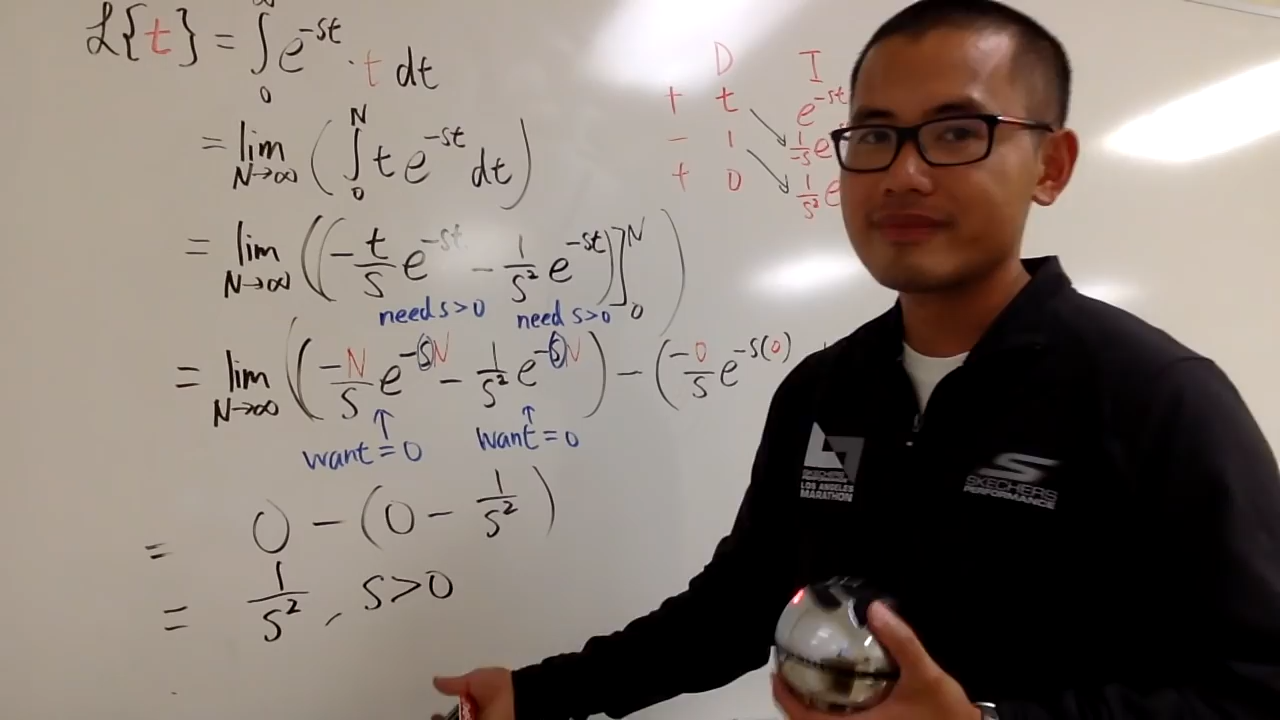 ℒ{t} = ∫₀^∞ e^{-st} · t dt
= lim_{N→∞} ( ∫₀^N t e^{-st} dt )
= lim_{N→∞} ( ( -t/s e^{-st} - 1/s² e^{-st} ) ]₀^N )
need s>0 need s>0
= lim_{N→∞} ( -N/s e^{-sN} - 1/s² e^{-sN} ) - ( -0/s e^{-s(0)}
want = 0 want = 0
= 0 - ( 0 - 1/s² )
= 1/s² , s>0
D I
+ t e^{-st}
- 1 1/-s e
+ 0 1/s² e
LOS ANGELES
MARATHON
SKECHERS
PERFORMANCE